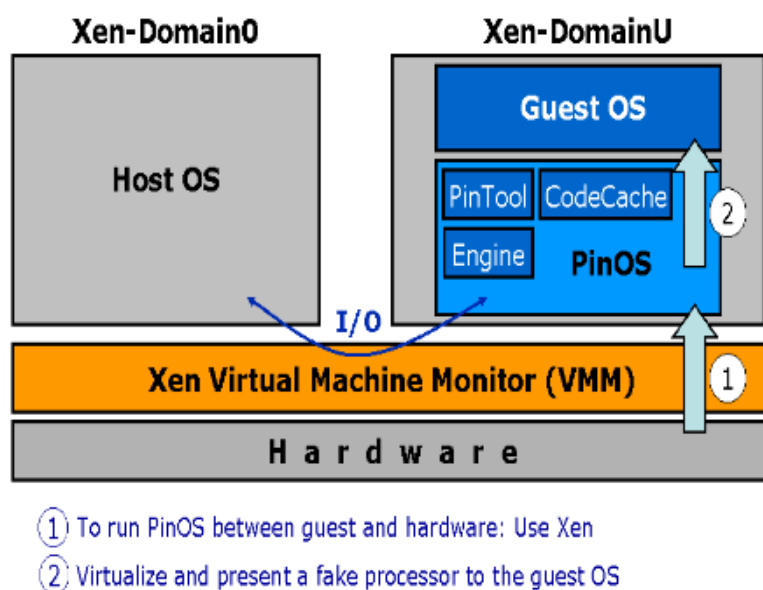 Xen-Domain0
Xen-DomainU
Guest OS
Host OS
PinTool
CodeCache
Engine
PinOS
2
I/O
Xen Virtual Machine Monitor (VMM)
1
Hardware
1 To run PinOS between guest and hardware: Use Xen
2 Virtualize and present a fake processor to the guest OS